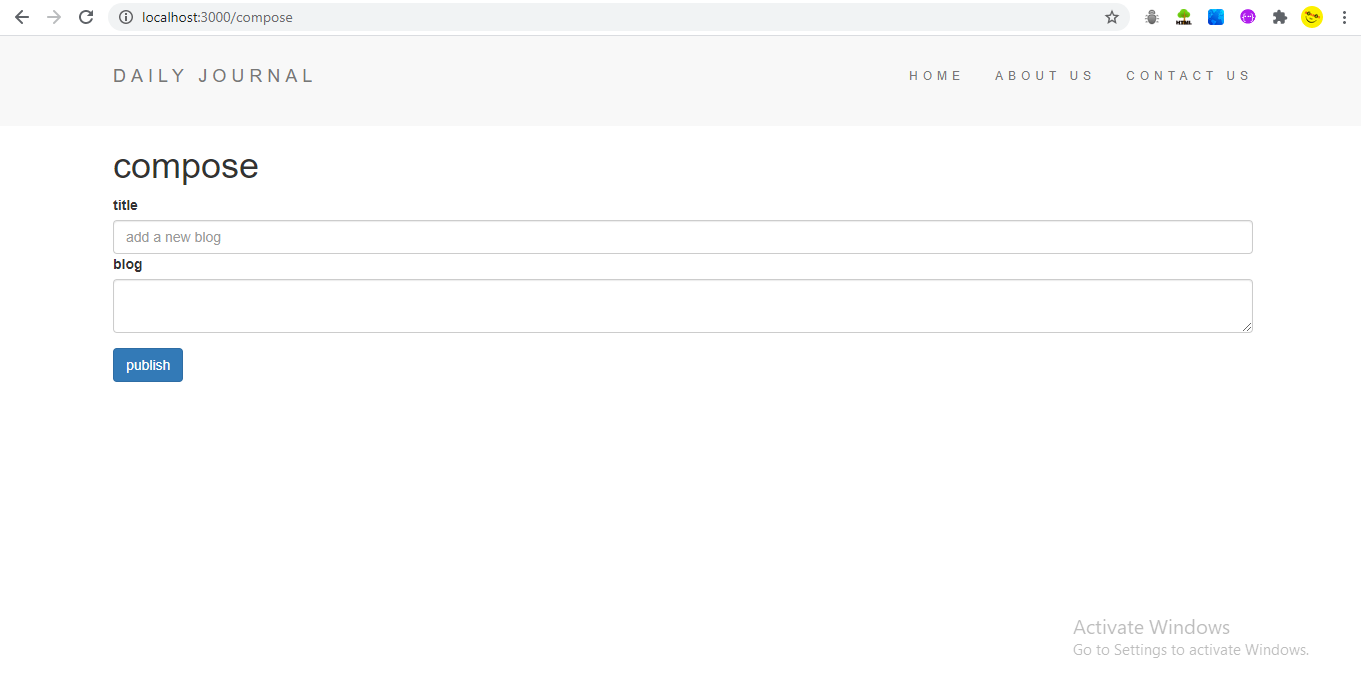 localhost:3000/compose
HTML
DAILY JOURNAL
HOME ABOUT US CONTACT US
compose
title
add a new blog
blog
publish
Activate Windows
Go to Settings to activate Windows.